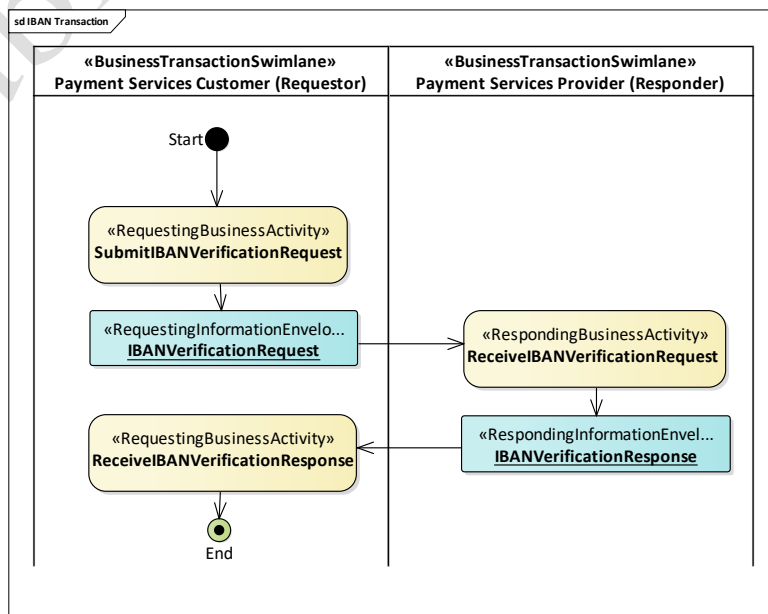 sd IBAN Transaction
«BusinessTransactionSwimlane»
Payment Services Customer (Requestor)
«BusinessTransactionSwimlane»
Payment Services Provider (Responder)
Start
«RequestingBusinessActivity»
SubmitIBANVerificationRequest
«RequestingInformationEnvelo...
IBANVerificationRequest
«RespondingBusinessActivity»
ReceiveIBANVerificationRequest
«RequestingBusinessActivity»
ReceiveIBANVerificationResponse
«RespondingInformationEnvel...
IBANVerificationResponse
End